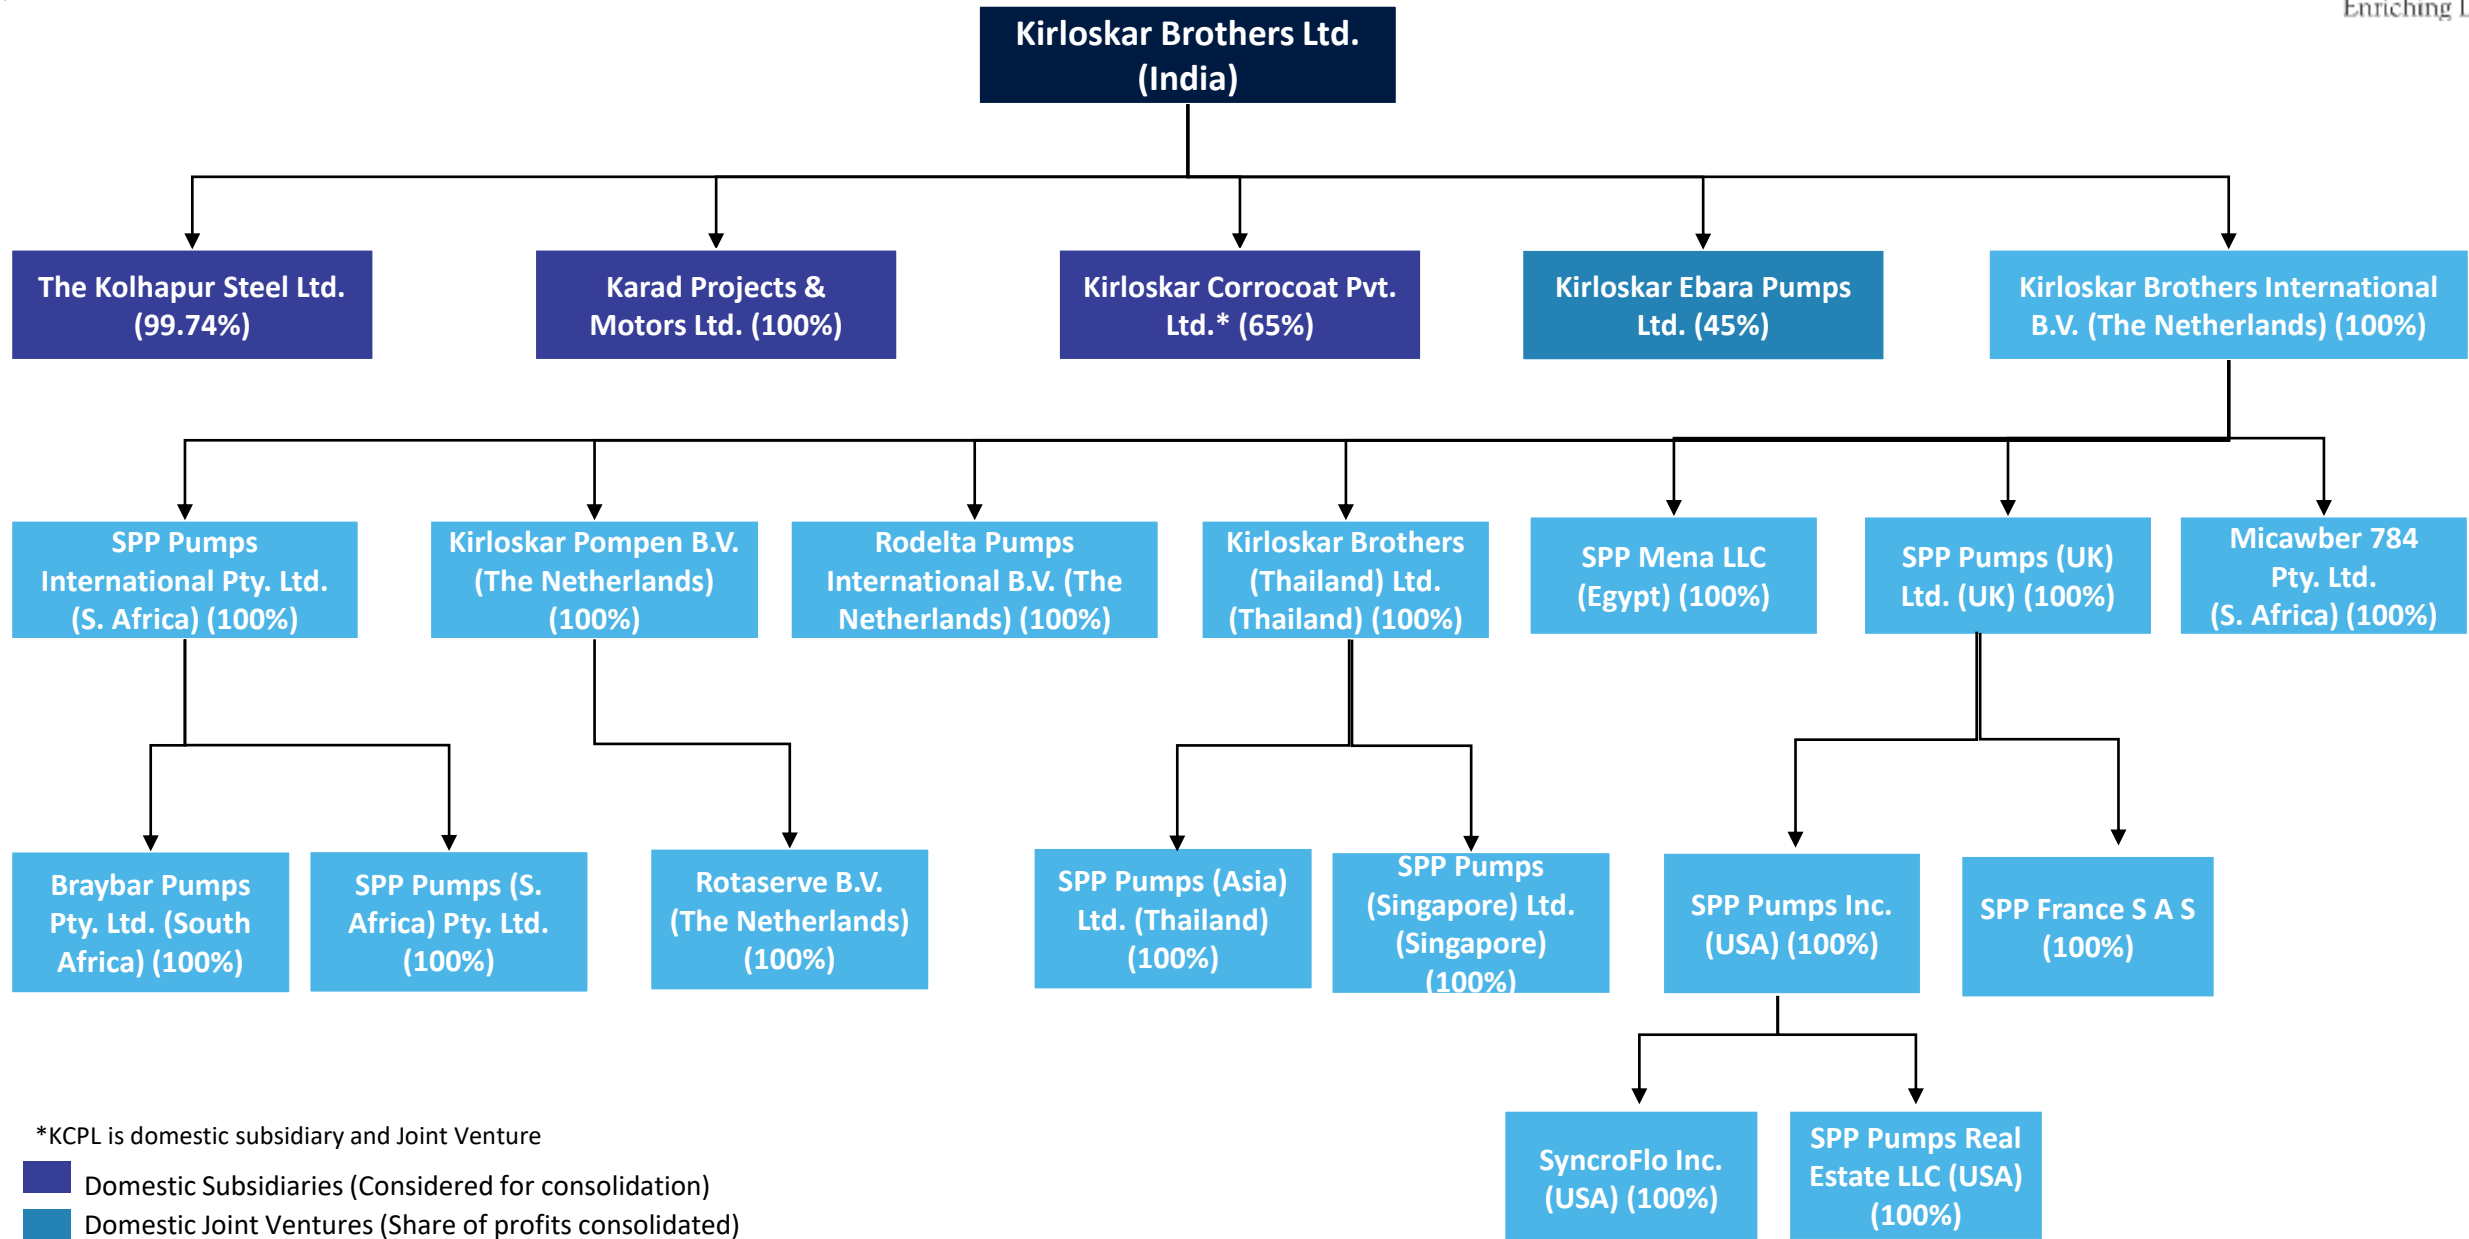 Enriching
Kirloskar Brothers Ltd.
(India)
The Kolhapur Steel Ltd.
(99.74%)
Karad Projects &
Motors Ltd. (100%)
Kirloskar Corrocoat Pvt.
Ltd.* (65%)
Kirloskar Ebara Pumps
Ltd. (45%)
Kirloskar Brothers International
B.V. (The Netherlands) (100%)
SPP Pumps
International Pty. Ltd.
(S. Africa) (100%)
Kirloskar Pompen B.V.
(The Netherlands)
(100%)
Rodelta Pumps
International B.V. (The
Netherlands) (100%)
Kirloskar Brothers
(Thailand) Ltd.
(Thailand) (100%)
SPP Mena LLC
(Egypt) (100%)
SPP Pumps (UK)
Ltd. (UK) (100%)
Micawber 784
Pty. Ltd.
(S. Africa) (100%)
Braybar Pumps
Pty. Ltd. (South
Africa) (100%)
SPP Pumps (S.
Africa) Pty. Ltd.
(100%)
Rotaserve B.V.
(The Netherlands)
(100%)
SPP Pumps (Asia)
Ltd. (Thailand)
(100%)
SPP Pumps
(Singapore) Ltd.
(Singapore)
(100%)
SPP Pumps Inc.
(USA) (100%)
SPP France S A S
(100%)
SyncroFlo Inc.
(USA) (100%)
SPP Pumps Real
Estate LLC (USA)
(100%)
*KCPL is domestic subsidiary and Joint Venture
Domestic Subsidiaries (Considered for consolidation)
Domestic Joint Ventures (Share of profits consolidated)